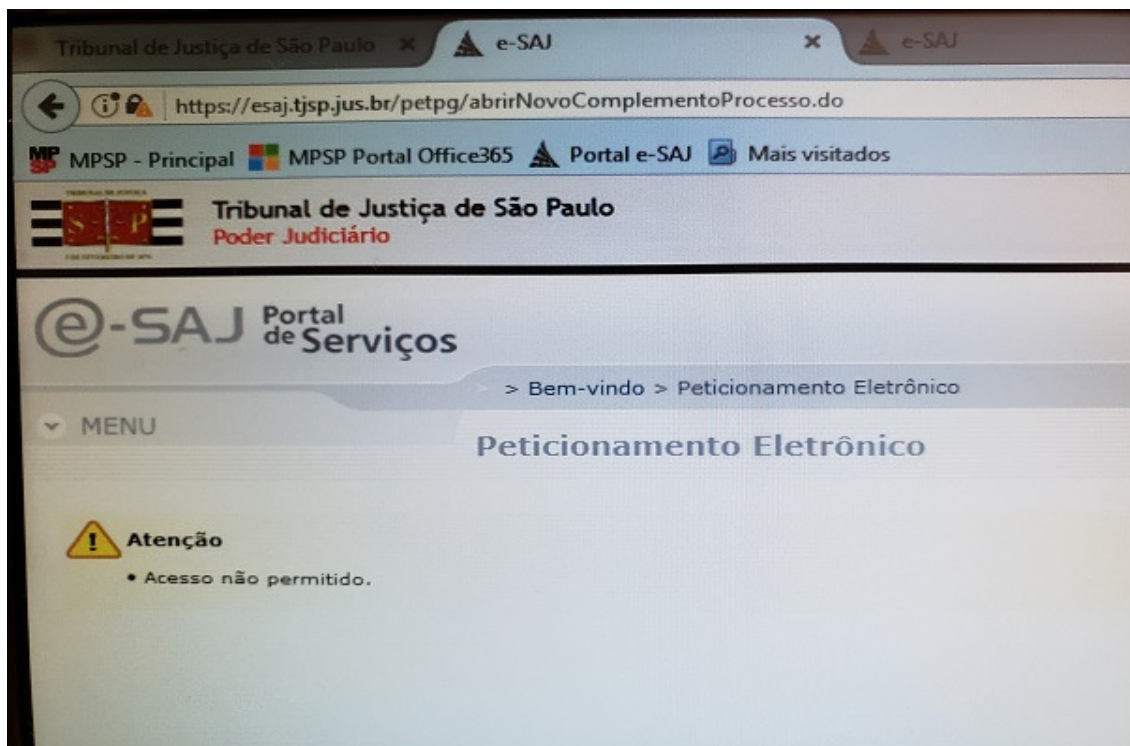 Tribunal de Justiça de São Paulo
e-SAJ
e-SAJ
https://esaj.tjsp.jus.br/petpg/abrirNovoComplementoProcesso.do
MP SP MPSP - Principal MPSP Portal Office365 Portal e-SAJ Mais visitados
S P
Tribunal de Justiça de São Paulo
Poder Judiciário
e-SAJ Portal de Serviços
> > Bem-vindo > Peticionamento Eletrônico
MENU
Peticionamento Eletrônico
! Atenção
• Acesso não permitido.